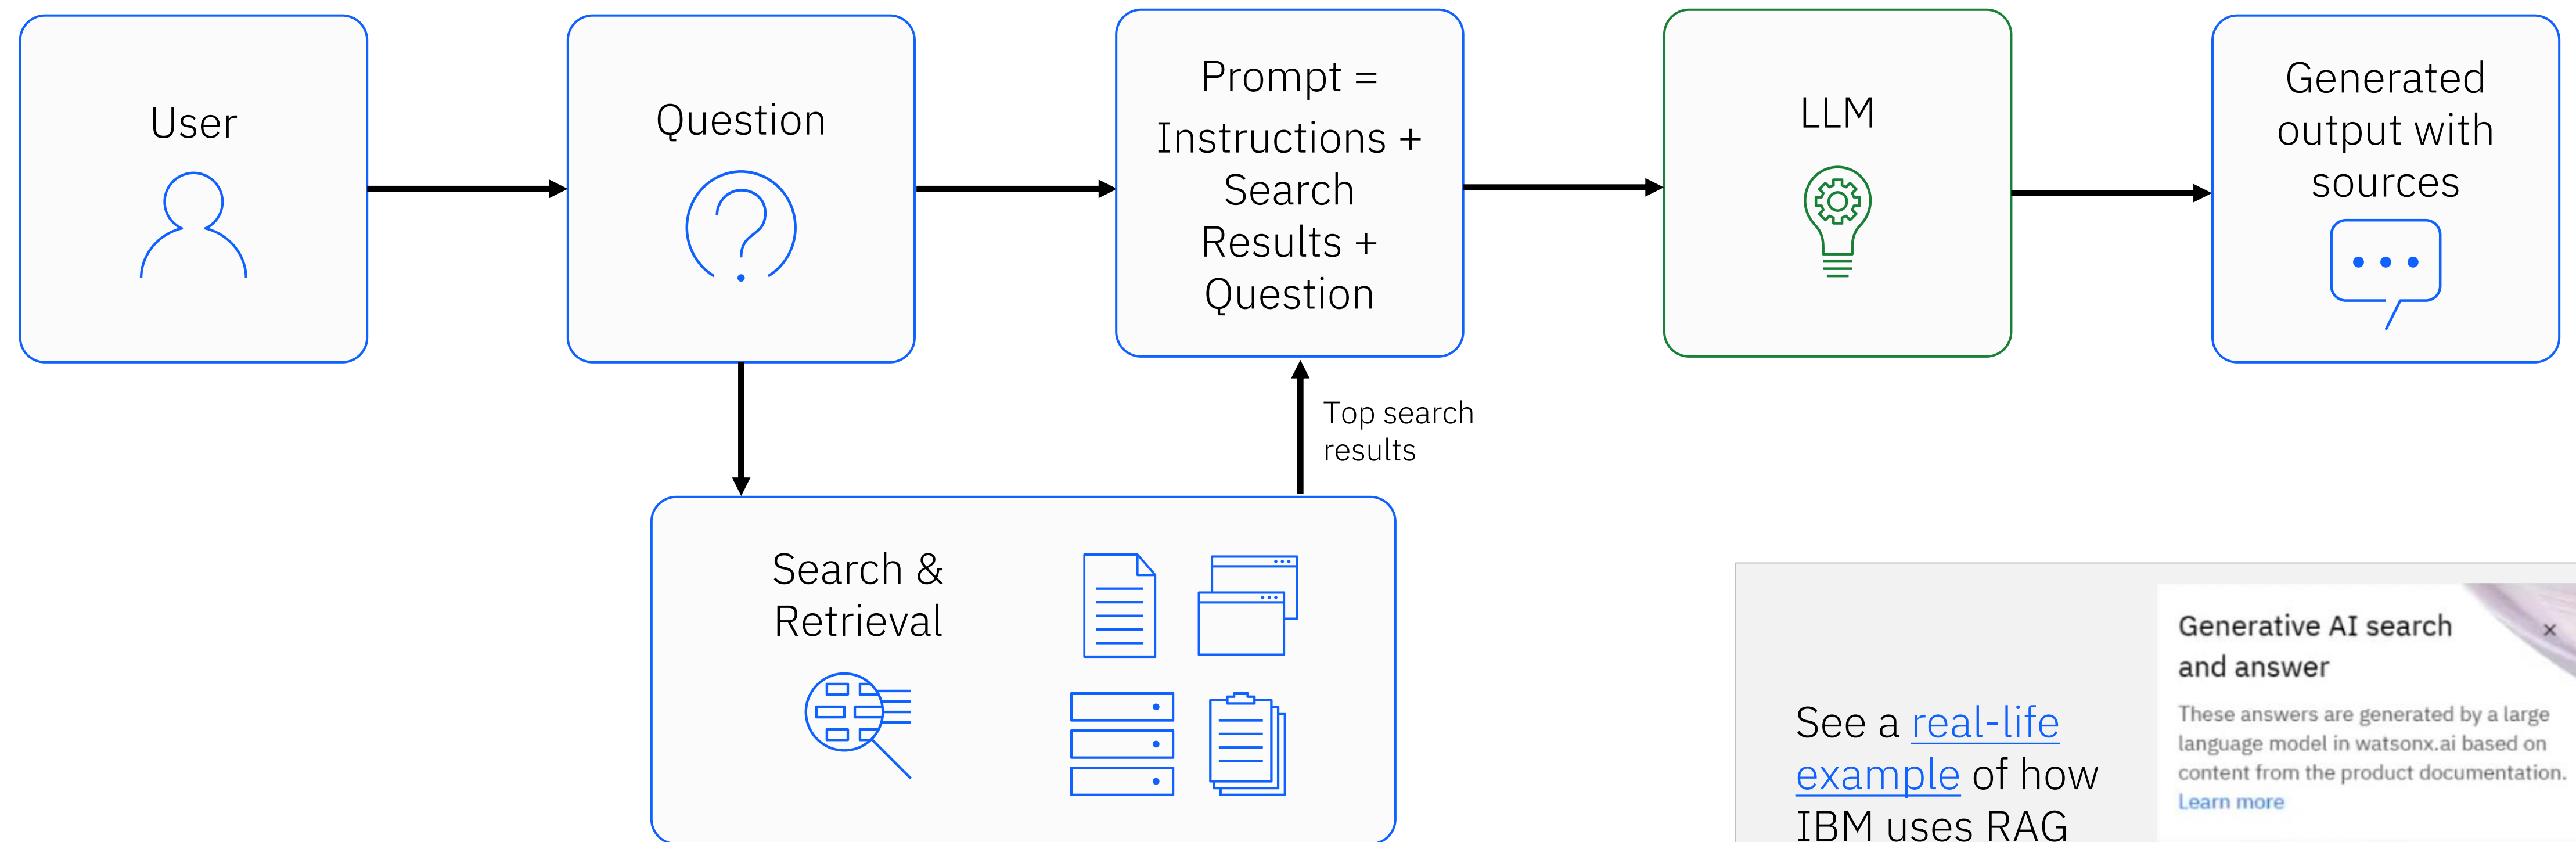 User
Question
Prompt =
Instructions +
Search
Results +
Question
LLM
Generated
output with
sources
Top search
results
Search &
Retrieval
See a real-life
example of how
IBM uses RAG
Generative AI search
and answer
These answers are generated by a large
language model in watsonx.ai based on
content from the product documentation.
Learn more